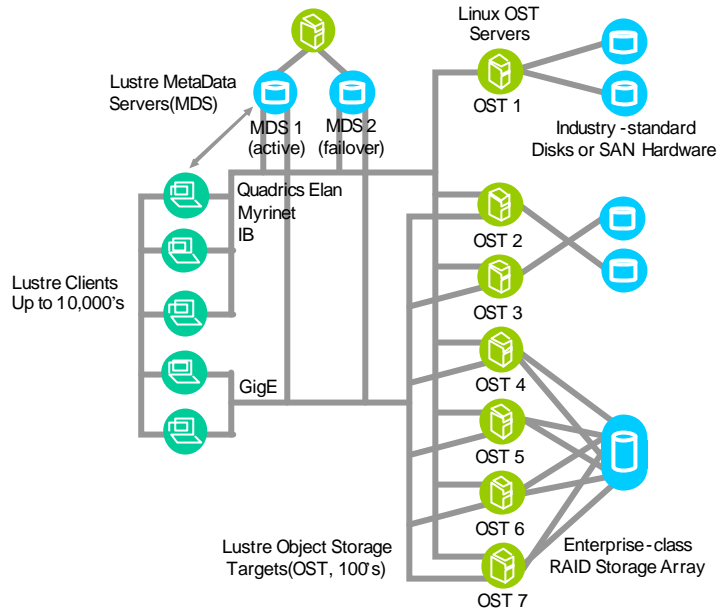 Linux OST
Servers
Lustre MetaData
Servers(MDS)
OST 1
MDS 1
(active)
MDS 2
(failover)
Industry-standard
Disks or SAN Hardware
Quadrics Elan
Myrinet
IB
OST 2
Lustre Clients
Up to 10,000's
OST 3
GigE
OST 4
OST 5
OST 6
Lustre Object Storage
Targets(OST, 100's)
Enterprise-class
RAID Storage Array
OST 7